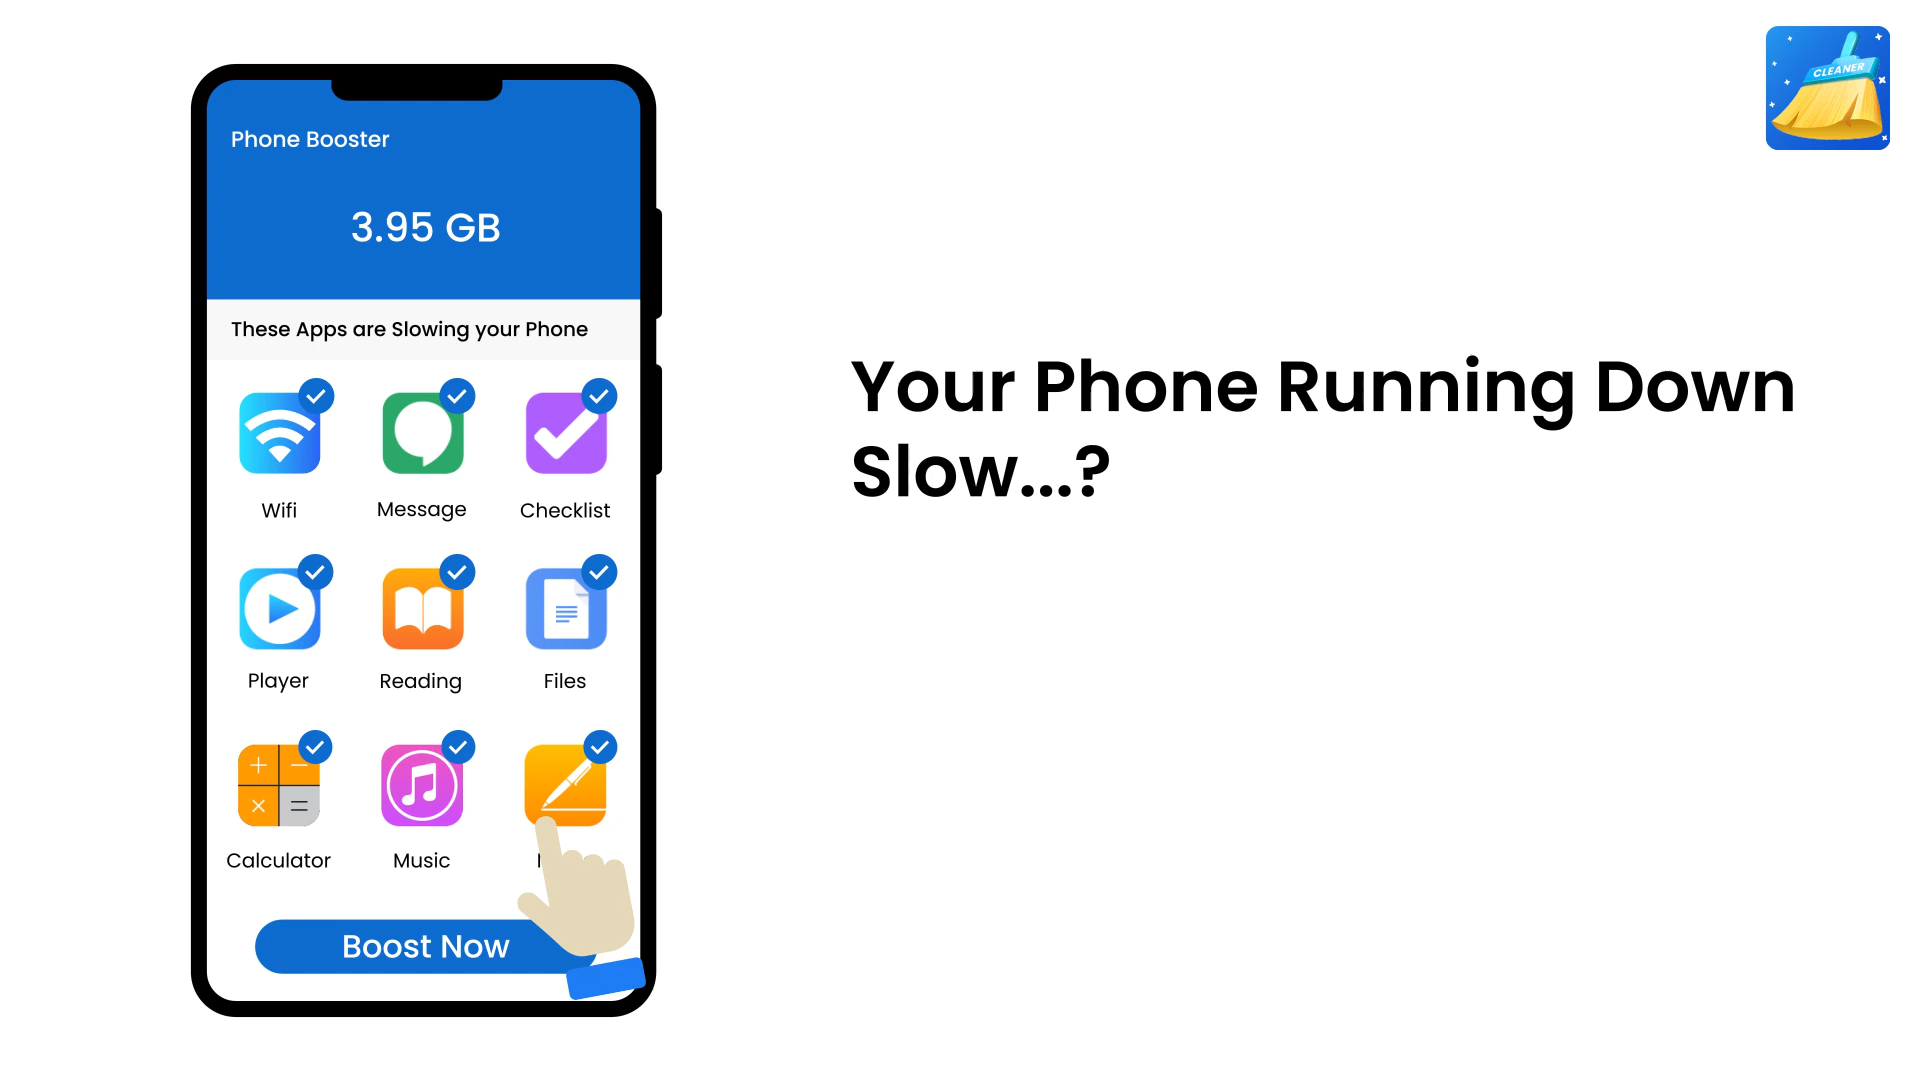 CLEANER
Phone Booster
3.95 GB
These Apps are Slowing your Phone
Wifi Message Checklist
Player Reading Files
Calculator Music
Boost Now
Your Phone Running Down
Slow...?